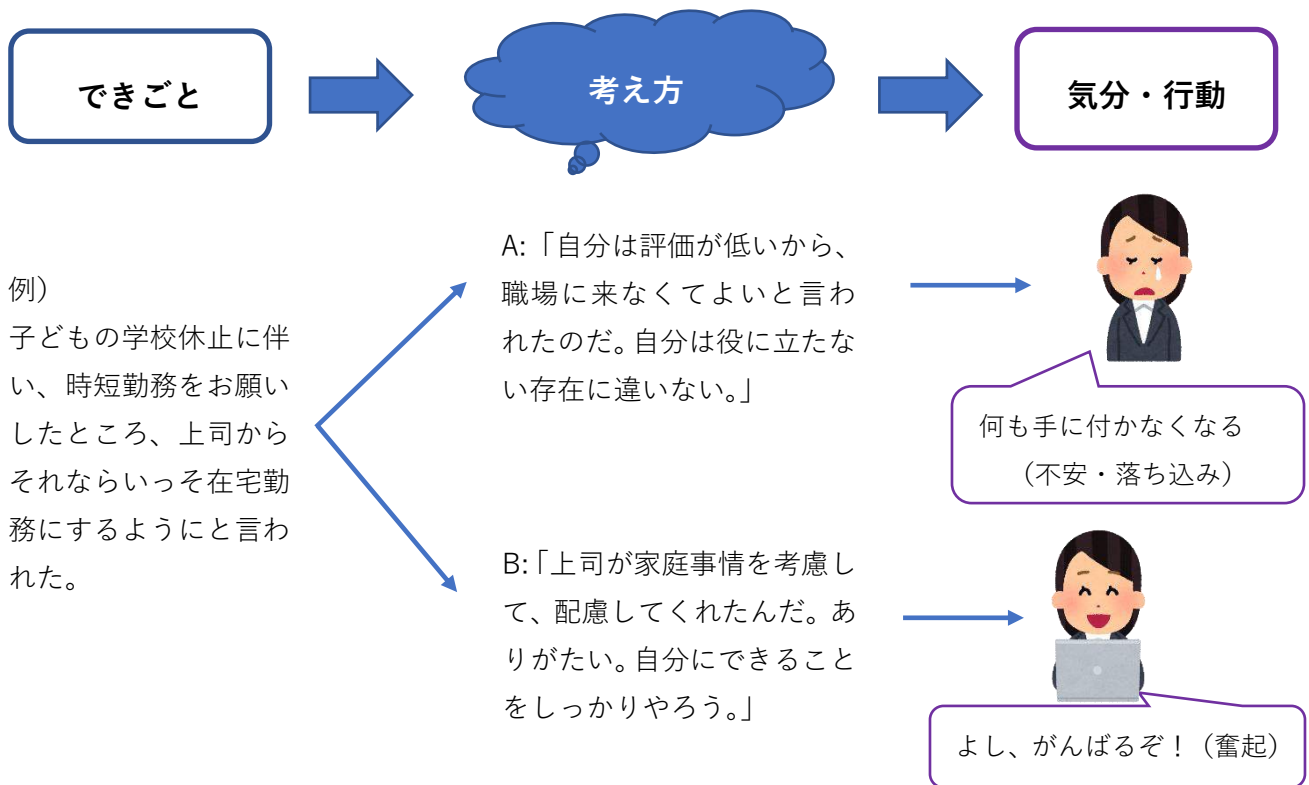 できごと
考え方
気分・行動
例）
子どもの学校休止に伴
い、時短勤務をお願い
したところ、上司から
それならいっそ在宅勤
務にするようにと言わ
れた。
A:「自分は評価が低いから、
職場に来なくてよいと言わ
れたのだ。自分は役に立たな
い存在に違いない。」
何も手に付かなくなる
（不安・落ち込み）
B:「上司が家庭事情を考慮し
て、配慮してくれたんだ。あ
りがたい。自分にできること
をしっかりやろう。」
よし、がんばるぞ！（奮起）